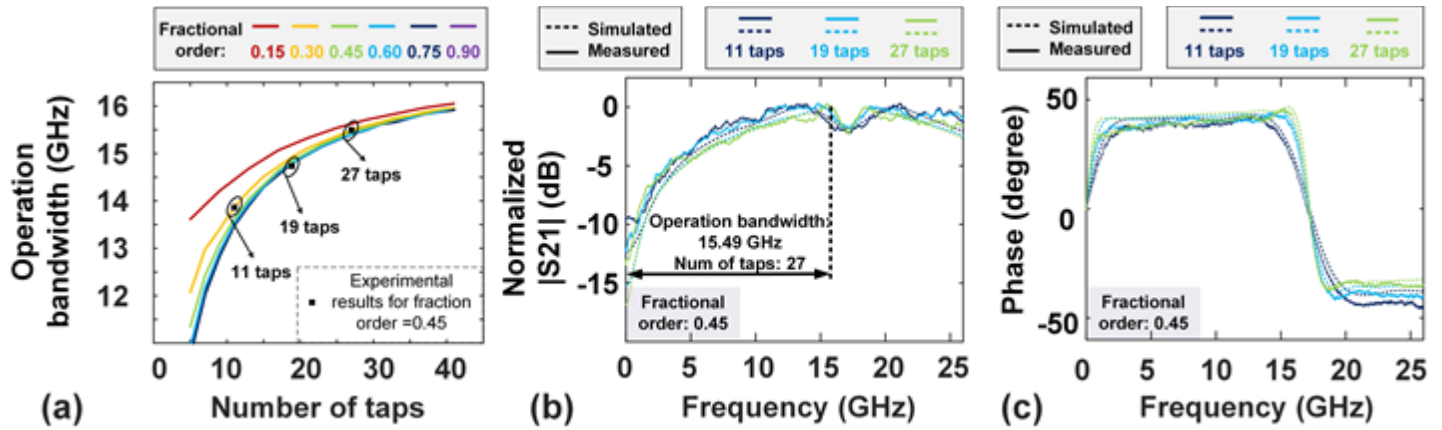 Fractional
order:
0.15 0.30 0.45 0.60 0.75 0.90
Operation
bandwidth (GHz)
16
15
14
13
12
27 taps
19 taps
11 taps
Experimental
results for fraction
order =0.45
0 10 20 30 40
(a)
Number of taps
Simulated
Measured
11 taps 19 taps 27 taps
Normalized
|S21| (dB)
0
-5
-10
-15
Operation bandwidth:
15.49 GHz
Num of taps: 27
Fractional
order: 0.45
0 5 10 15 20 25
(b)
Frequency (GHz)
Simulated
Measured
11 taps 19 taps 27 taps
Phase (degree)
50
0
-50
Fractional
order: 0.45
0 5 10 15 20 25
(c)
Frequency (GHz)